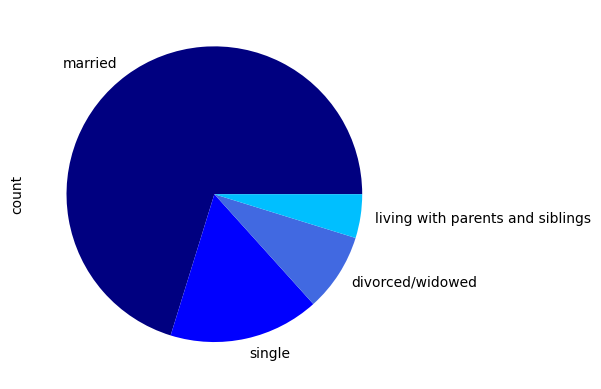 married
count
living with parents and siblings
divorced/widowed
single